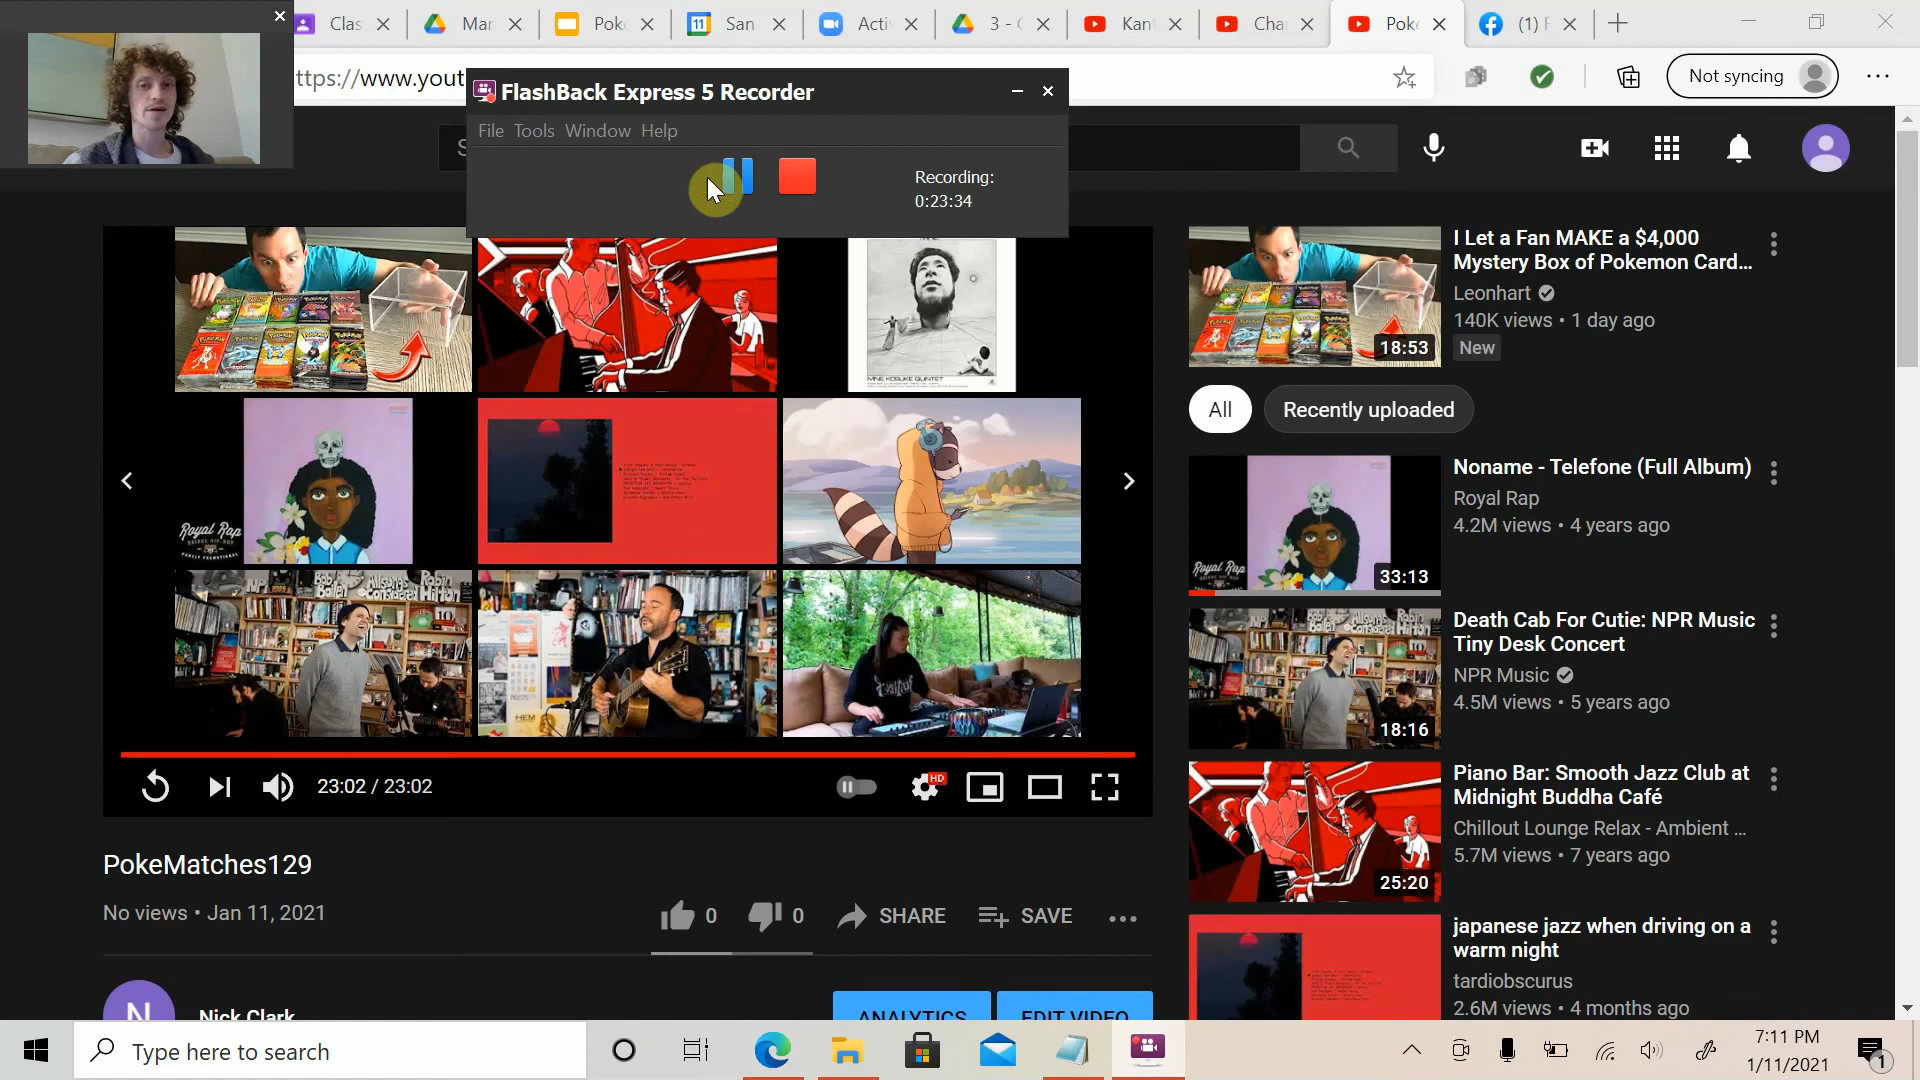 Clas
Mar
Pok
San
Acti
3 -
Kan
Cha
Pok
(1) F
ttps://www.yout
Not syncing
FlashBack Express 5 Recorder
File Tools Window Help
Recording:
0:23:34
S
MINE, KOSUKE QUINTET
Royal Rap
23:02 / 23:02
HD
PokeMatches129
No views • Jan 11, 2021
0
0
SHARE
SAVE
N
Nick Clark
ANALYTICS
EDIT VIDEO
I Let a Fan MAKE a $4,000
Mystery Box of Pokemon Card...
Leonhart
140K views • 1 day ago
New
18:53
All
Recently uploaded
Noname - Telefone (Full Album)
Royal Rap
4.2M views • 4 years ago
33:13
Death Cab For Cutie: NPR Music
Tiny Desk Concert
NPR Music
4.5M views • 5 years ago
18:16
Piano Bar: Smooth Jazz Club at
Midnight Buddha Café
Chillout Lounge Relax - Ambient ...
5.7M views • 7 years ago
25:20
japanese jazz when driving on a
warm night
tardiobscurus
2.6M views • 4 months ago
Type here to search
7:11 PM
1/11/2021
1